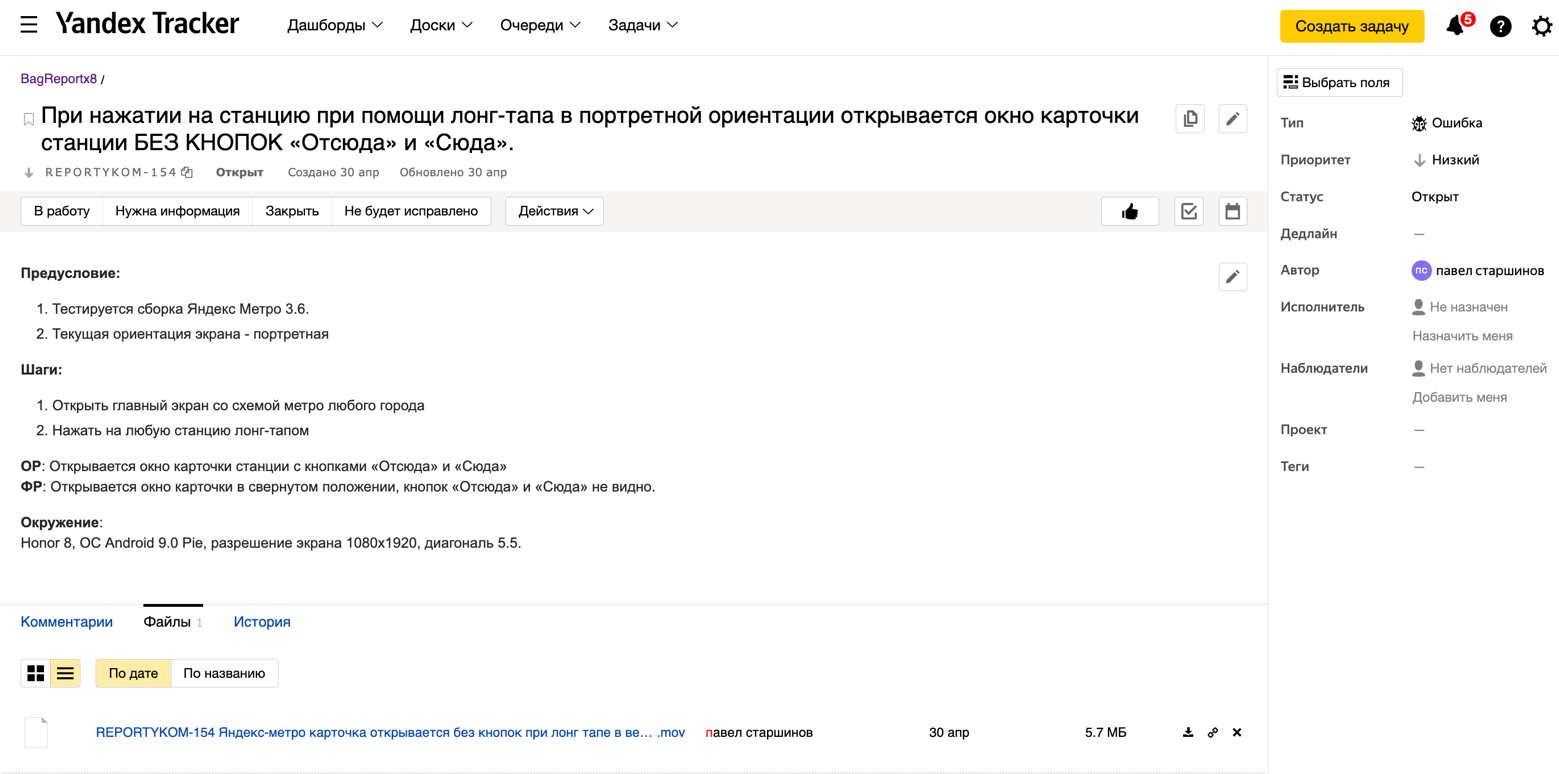 Yandex Tracker
Дашборды
Доски
Очереди
Задачи
Создать задачу
5
?
BagReportx8 /
При нажатии на станцию при помощи лонг-тапа в портретной ориентации открывается окно карточки
станции БЕЗ КНОПОК «Отсюда» и «Сюда».
REPORTYKOM-154 Открыт Создано 30 апр Обновлено 30 апр
В работу
Нужна информация
Закрыть
Не будет исправлено
Действия
Предусловие:
1. Тестируется сборка Яндекс Метро 3.6.
2. Текущая ориентация экрана - портретная
Шаги:
1. Открыть главный экран со схемой метро любого города
2. Нажать на любую станцию лонг-тапом
ОР: Открывается окно карточки станции с кнопками «Отсюда» и «Сюда»
ФР: Открывается окно карточки в свернутом положении, кнопок «Отсюда» и «Сюда» не видно.
Окружение:
Honor 8, ОС Android 9.0 Pie, разрешение экрана 1080x1920, диагональ 5.5.
Комментарии
Файлы 1
История
По дате
По названию
REPORTYKOM-154 Яндекс-метро карточка открывается без кнопок при лонг тапе в ве… .mov павел старшинов 30 апр 5.7 МБ
Выбрать поля
Тип Ошибка
Приоритет Низкий
Статус Открыт
Дедлайн —
Автор пс павел старшинов
Исполнитель Не назначен
Назначить меня
Наблюдатели Нет наблюдателей
Добавить меня
Проект —
Теги —